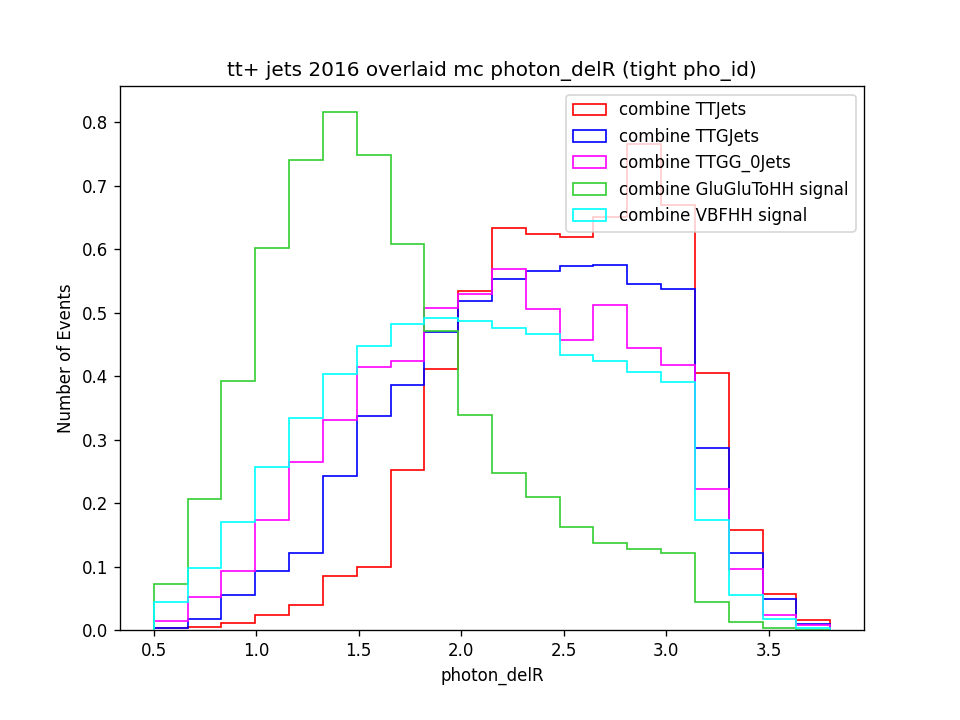 tt+ jets 2016 overlaid mc photon_delR (tight pho_id)
combine TTJets
combine TTGJets
combine TTGG_0Jets
combine GluGluToHH signal
combine VBFHH signal
Number of Events
0.8
0.7
0.6
0.5
0.4
0.3
0.2
0.1
0.0
0.5 1.0 1.5 2.0 2.5 3.0 3.5
photon_delR